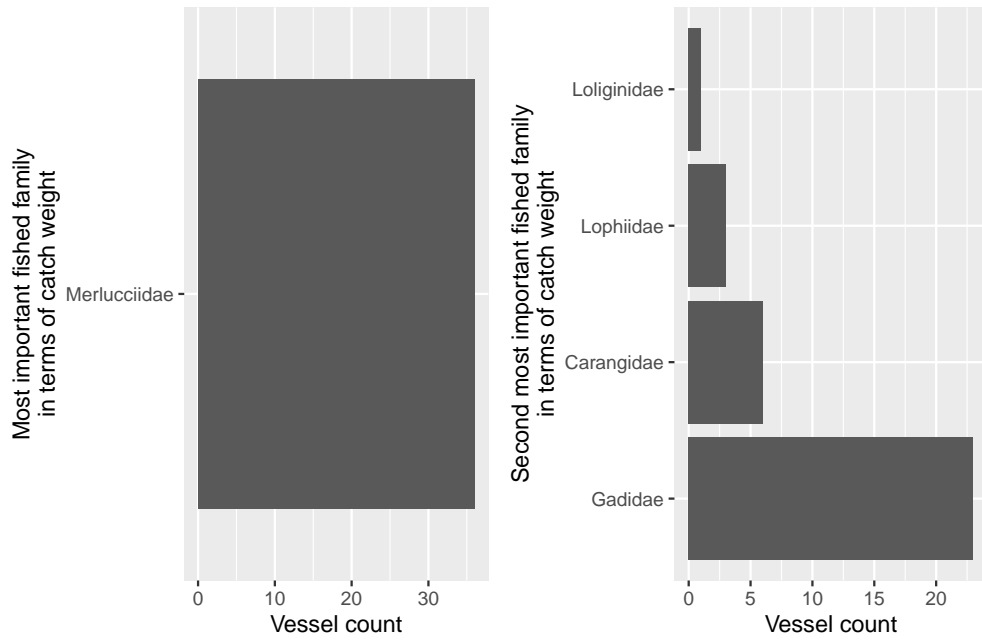 Most important fished family
in terms of catch weight
Merlucciidae
0 10 20 30
Vessel count
Second most important fished family
in terms of catch weight
Loliginidae
Lophiidae
Carangidae
Gadidae
0 5 10 15 20
Vessel count